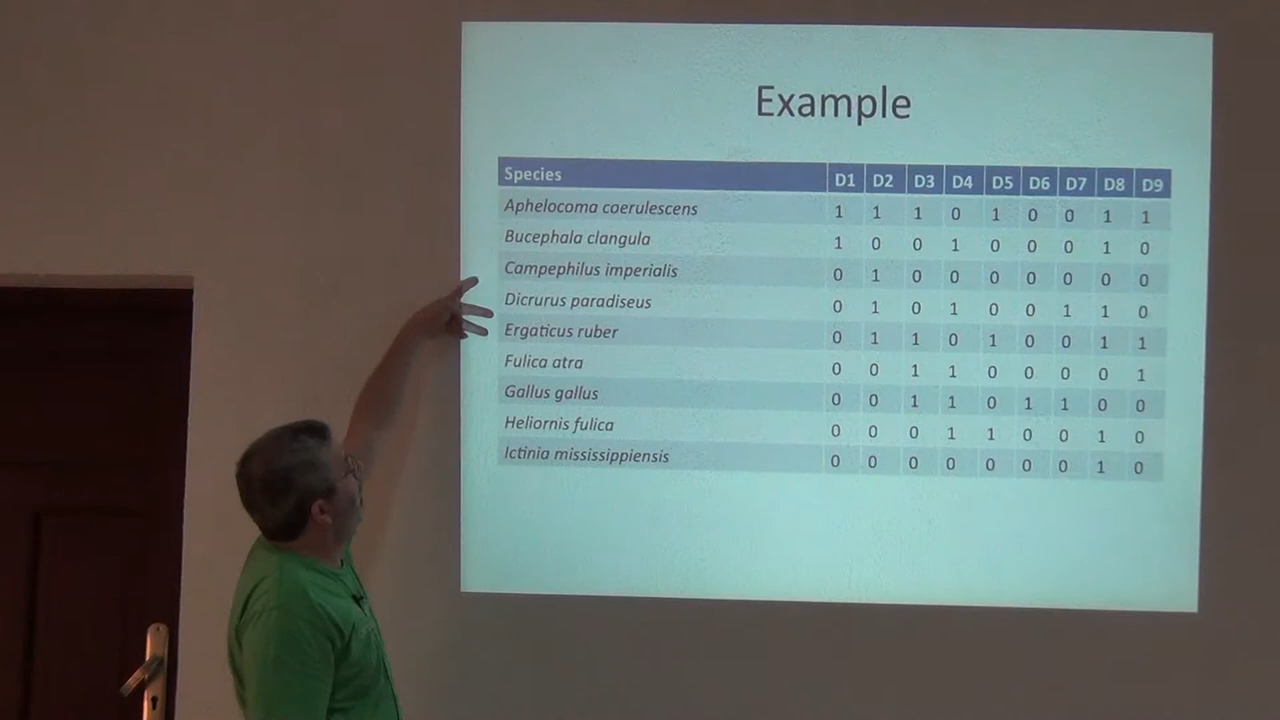 Example
Species D1 D2 D3 D4 D5 D6 D7 D8 D9
Aphelocoma coerulescens 1 1 1 0 1 0 0 1 1
Bucephala clangula 1 0 0 1 0 0 0 1 0
Campephilus imperialis 0 1 0 0 0 0 0 0 0
Dicrurus paradiseus 0 1 0 1 0 0 1 1 0
Ergaticus ruber 0 1 1 0 1 0 0 1 1
Fulica atra 0 0 1 1 0 0 0 0 1
Gallus gallus 0 0 1 1 0 1 1 0 0
Heliornis fulica 0 0 0 1 1 0 0 1 0
Ictinia mississippiensis 0 0 0 0 0 0 0 1 0